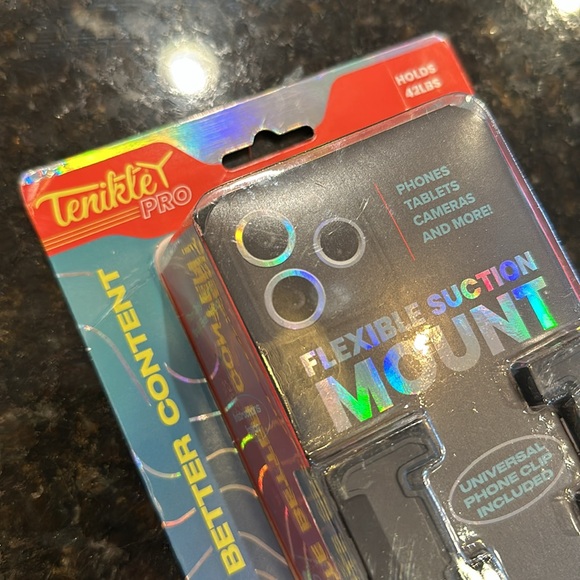 Tenikle
PRO
HOLDS
42LBS
PHONES
TABLETS
CAMERAS
AND MORE!
FLEXIBLE SUCTION
MOUNT
UNIVERSAL
PHONE CLIP
INCLUDED
BETTER CONTENT